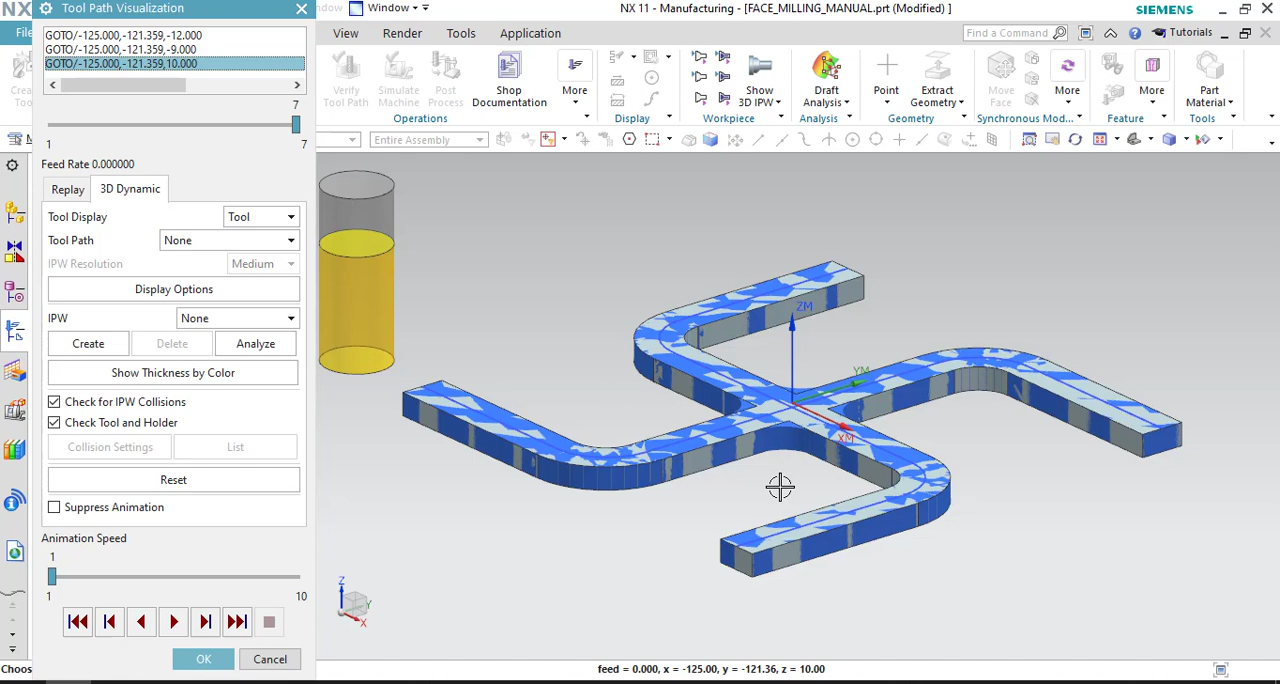 NX
Tool Path Visualization
Window
NX 11 - Manufacturing - [FACE_MILLING_MANUAL.prt (Modified) ]
SIEMENS
View Render Tools Application
Find a Command
Tutorials
GOTO/-125.000,-121.359,-12.000
GOTO/-125.000,-121.359,-9.000
GOTO/-125.000,-121.359,10.000
7
1 7
Feed Rate 0.000000
Replay 3D Dynamic
Tool Display Tool
Tool Path None
IPW Resolution Medium
Display Options
IPW None
Create Delete Analyze
Show Thickness by Color
Check for IPW Collisions
Check Tool and Holder
Collision Settings List
Reset
Suppress Animation
Animation Speed
1
1 10
OK Cancel
Verify Tool Path
Simulate Machine
Post Process
Shop Documentation
More
Operations
Display
Show 3D IPW
Workpiece
Draft Analysis
Analysis
Point
Extract Geometry
Geometry
Move Face
More
Synchronous Mod...
More
Feature
Part Material
Tools
Entire Assembly
ZM
YM
XM
Z
Y
X
Choos
feed = 0.000, x = -125.00, y = -121.36, z = 10.00